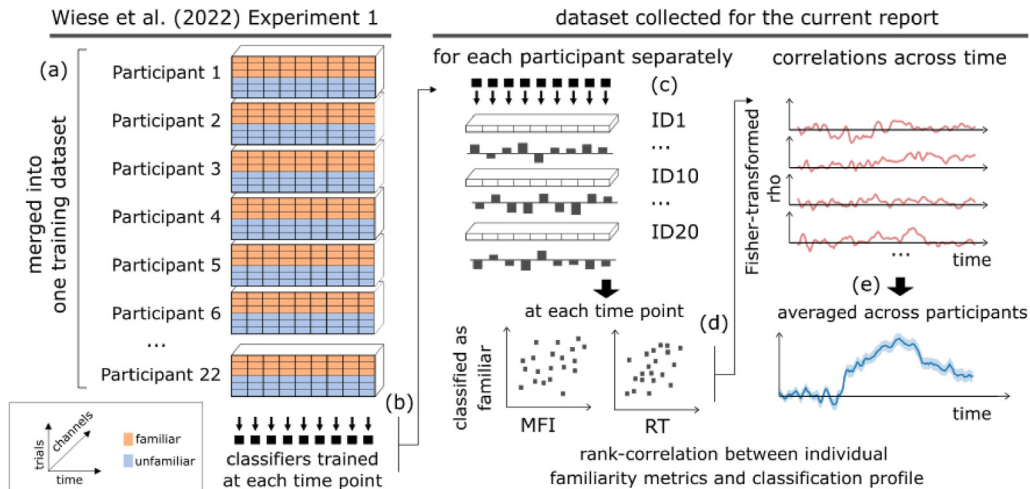 Wiese et al. (2022) Experiment 1
(a)
merged into
one training dataset
Participant 1
Participant 2
Participant 3
Participant 4
Participant 5
Participant 6
...
Participant 22
(b)
trials
channels
time
familiar
unfamiliar
classifiers trained
at each time point
dataset collected for the current report
for each participant separately
(c)
ID1
...
ID10
...
ID20
at each time point
(d)
classified as
familiar
MFI
RT
correlations across time
Fisher-transformed
rho
...
time
(e)
averaged across participants
time
rank-correlation between individual
familiarity metrics and classification profile